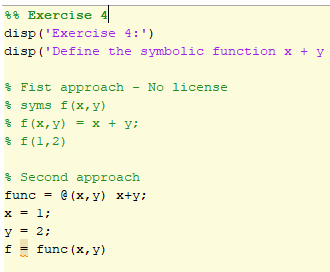 %% Exercise 4
disp('Exercise 4:')
disp('Define the symbolic function x + y
% Fist approach - No license
% syms f(x,y)
% f(x,y) = x + y;
% f(1,2)
% Second approach
func = @(x,y) x+y;
x = 1;
y = 2;
f = func(x,y)